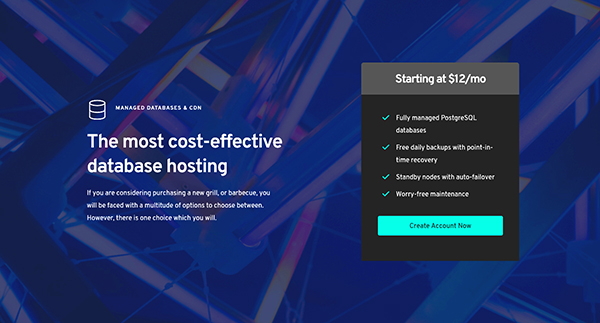 MANAGED DATABASES & CDN
The most cost-effective
database hosting
If you are considering purchasing a new grill, or barbecue, you
will be faced with a multitude of options to choose between.
However, there is one choice which you will.
Starting at $12/mo
Fully managed PostgreSQL
databases
Free daily backups with point-in-
time recovery
Standby nodes with auto-failover
Worry-free maintenance
Create Account Now